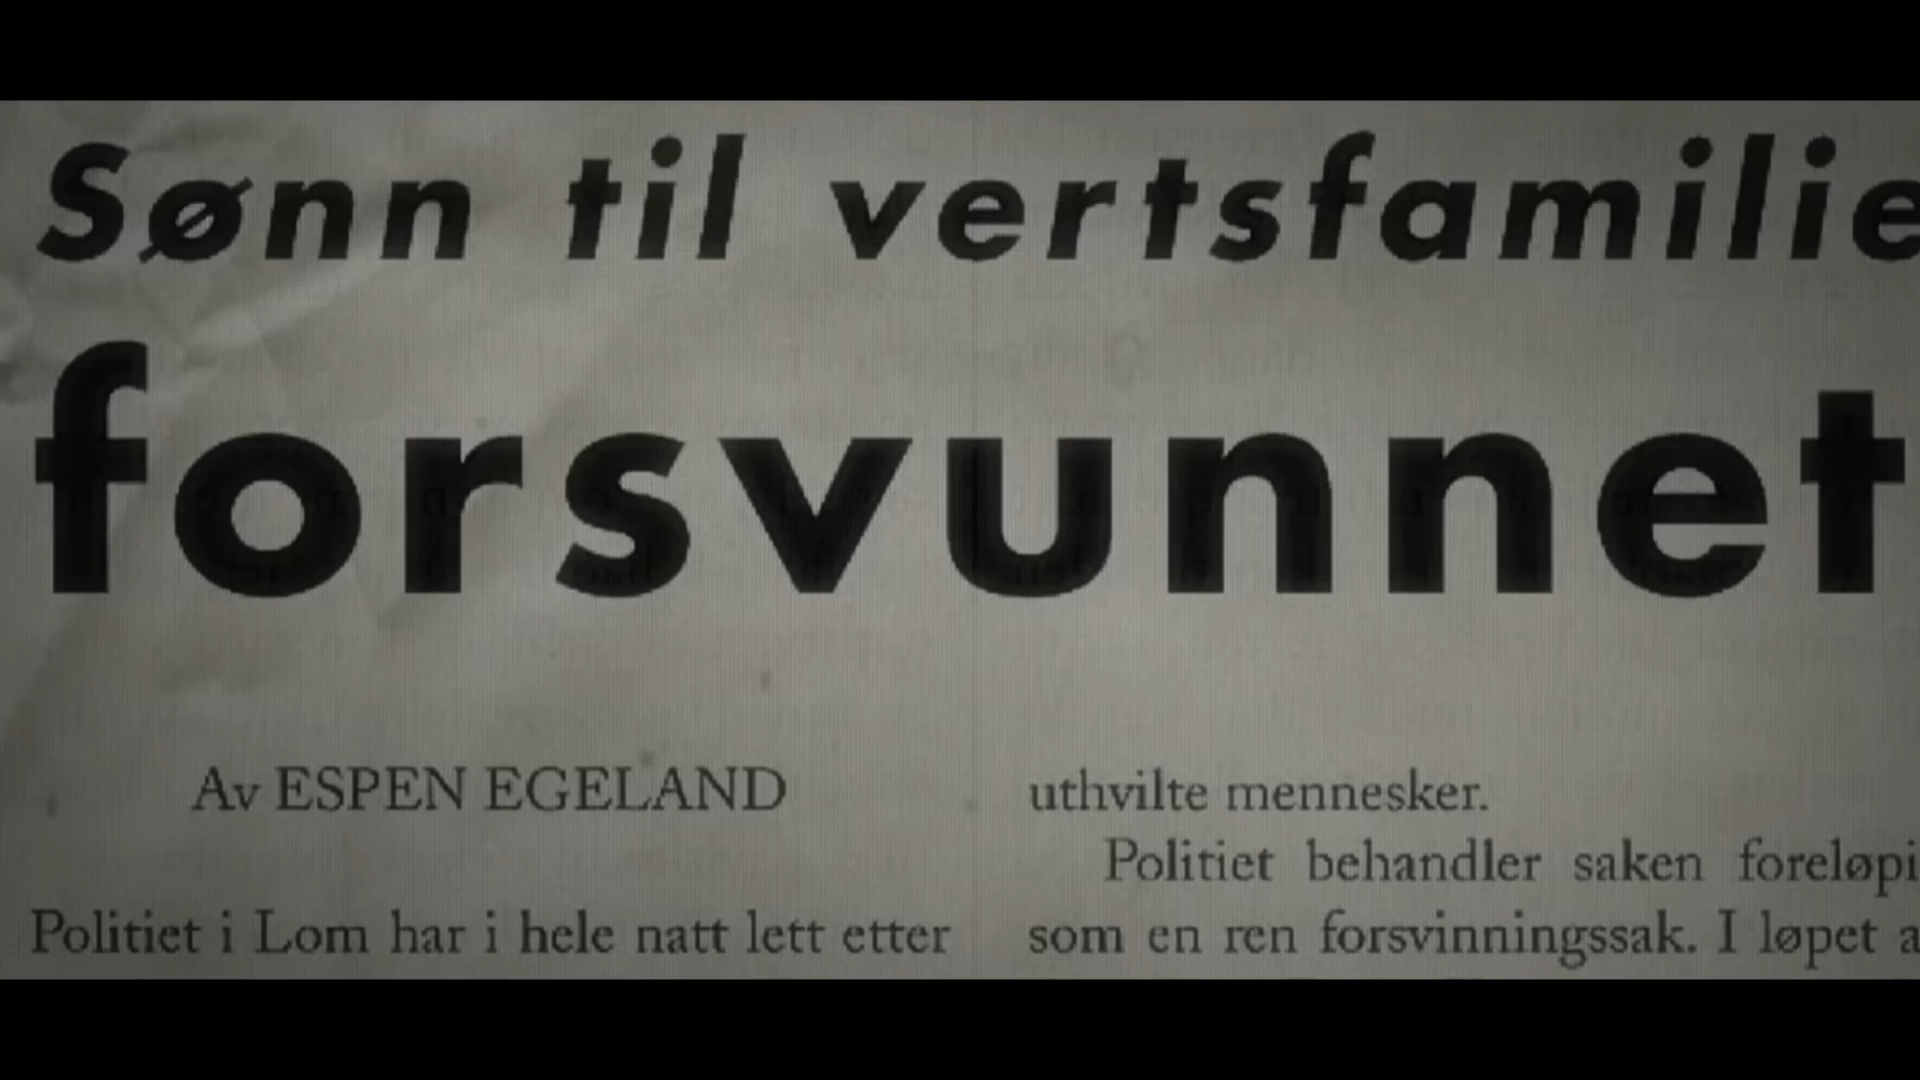 Sønn til vertsfamilie
forsvunnet
Av ESPEN EGELAND
Politiet i Lom har i hele natt lett etter
uthvilte mennesker.
Politiet behandler saken foreløpi
som en ren forsvinningssak. I løpet a